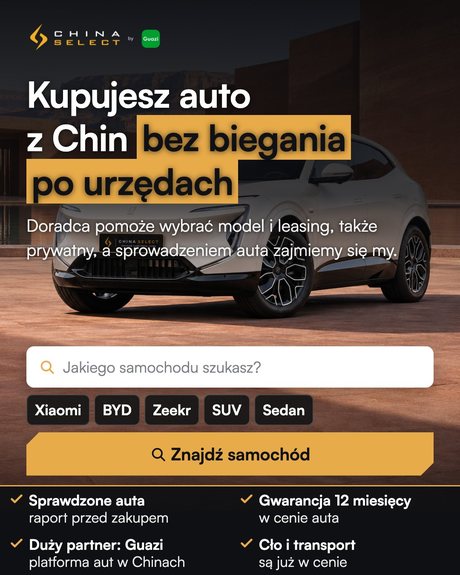 CHINA
SELECT
by
Guazi
Kupujesz auto
z Chin bez biegania
po urzędach
Doradca pomoże wybrać model i leasing, także
prywatny, a sprowadzeniem auta zajmiemy się my.
CHINA SELECT
Jakiego samochodu szukasz?
Xiaomi BYD Zeekr SUV Sedan
Znajdź samochód
Sprawdzone auta
raport przed zakupem
Gwarancja 12 miesięcy
w cenie auta
Duży partner: Guazi
platforma aut w Chinach
Cło i transport
są już w cenie